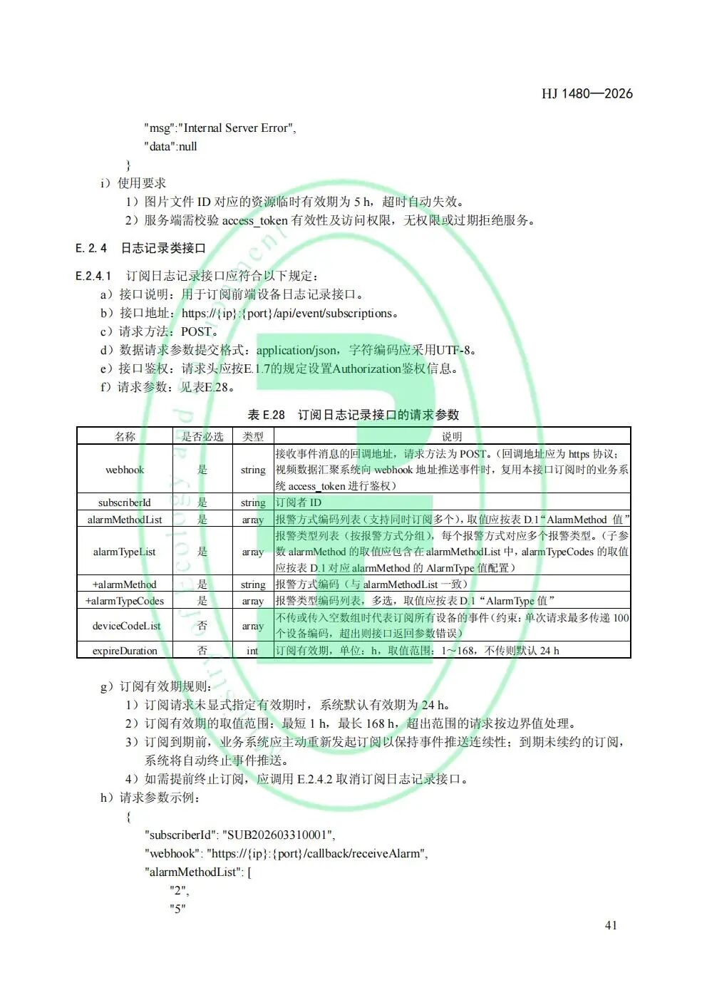 HJ 1480—2026
"msg":"Internal Server Error",
"data":null
}
i）使用要求
1）图片文件 ID 对应的资源临时有效期为 5 h，超时自动失效。
2）服务端需校验 access_token 有效性及访问权限，无权限或过期拒绝服务。
E.2.4 日志记录类接口
E.2.4.1 订阅日志记录接口应符合以下规定：
a）接口说明：用于订阅前端设备日志记录接口。
b）接口地址：https://{ip}:{port}/api/event/subscriptions。
c）请求方法：POST。
d）数据请求参数提交格式：application/json，字符编码应采用UTF-8。
e）接口鉴权：请求头应按E.1.7的规定设置Authorization鉴权信息。
f）请求参数：见表E.28。
表 E.28 订阅日志记录接口的请求参数
名称 是否必选 类型 说明
webhook 是 string 接收事件消息的回调地址，请求方法为 POST。（回调地址应为 https 协议；
视频数据汇聚系统向 webhook 地址推送事件时，复用本接口订阅时的业务系
统 access_token 进行鉴权）
subscriberId 是 string 订阅者 ID
alarmMethodList 是 array 报警方式编码列表（支持同时订阅多个），取值应按表 D.1“AlarmMethod 值”
alarmTypeList 是 array 报警类型列表（按报警方式分组），每个报警方式对应多个报警类型。（子参
数 alarmMethod 的取值应包含在 alarmMethodList 中，alarmTypeCodes 的取值
应按表 D.1 对应 alarmMethod 的 AlarmType 值配置）
+alarmMethod 是 string 报警方式编码（与 alarmMethodList 一致）
+alarmTypeCodes 是 array 报警类型编码列表，多选，取值应按表 D.1“AlarmType 值”
deviceCodeList 否 array 不传或传入空数组时代表订阅所有设备的事件（约束：单次请求最多传递 100
个设备编码，超出则接口返回参数错误）
expireDuration 否 int 订阅有效期，单位：h，取值范围：1～168，不传则默认 24 h
g）订阅有效期规则：
1）订阅请求未显式指定有效期时，系统默认有效期为 24 h。
2）订阅有效期的取值范围：最短 1 h，最长 168 h，超出范围的请求按边界值处理。
3）订阅到期前，业务系统应主动重新发起订阅以保持事件推送连续性；到期未续约的订阅，
系统将自动终止事件推送。
4）如需提前终止订阅，应调用 E.2.4.2 取消订阅日志记录接口。
h）请求参数示例：
{
"subscriberId": "SUB202603310001",
"webhook": "https://{ip}:{port}/callback/receiveAlarm",
"alarmMethodList": [
"2",
"5"
41
Ministry of Ecology and Environment